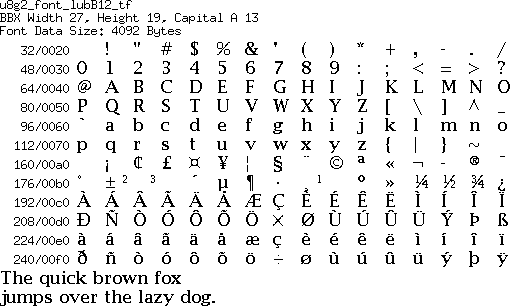 u8g2_font_lubB12_tf
BBX Width 27, Height 19, Capital A 13
Font Data Size: 4092 Bytes
32/0020 ! " # $ % & ' ( ) * + , - . /
48/0030 0 1 2 3 4 5 6 7 8 9 : ; < = > ?
64/0040 @ A B C D E F G H I J K L M N O
80/0050 P Q R S T U V W X Y Z [ \ ] ^ _
96/0060 ` a b c d e f g h i j k l m n o
112/0070 p q r s t u v w x y z { | } ~
160/00a0 ¡ ¢ £ ¤ ¥ ¦ § ¨ © ª « ¬ - ® ¯
176/00b0 ° ± ² ³ ´ µ ¶ · ¸ ¹ º » ¼ ½ ¾ ¿
192/00c0 À Á Â Ã Ä Å Æ Ç È É Ê Ë Ì Í Î Ï
208/00d0 Ð Ñ Ò Ó Ô Õ Ö × Ø Ù Ú Û Ü Ý Þ ß
224/00e0 à á â ã ä å æ ç è é ê ë ì í î ï
240/00f0 ð ñ ò ó ô õ ö ÷ ø ù ú û ü ý þ ÿ
The quick brown fox
jumps over the lazy dog.